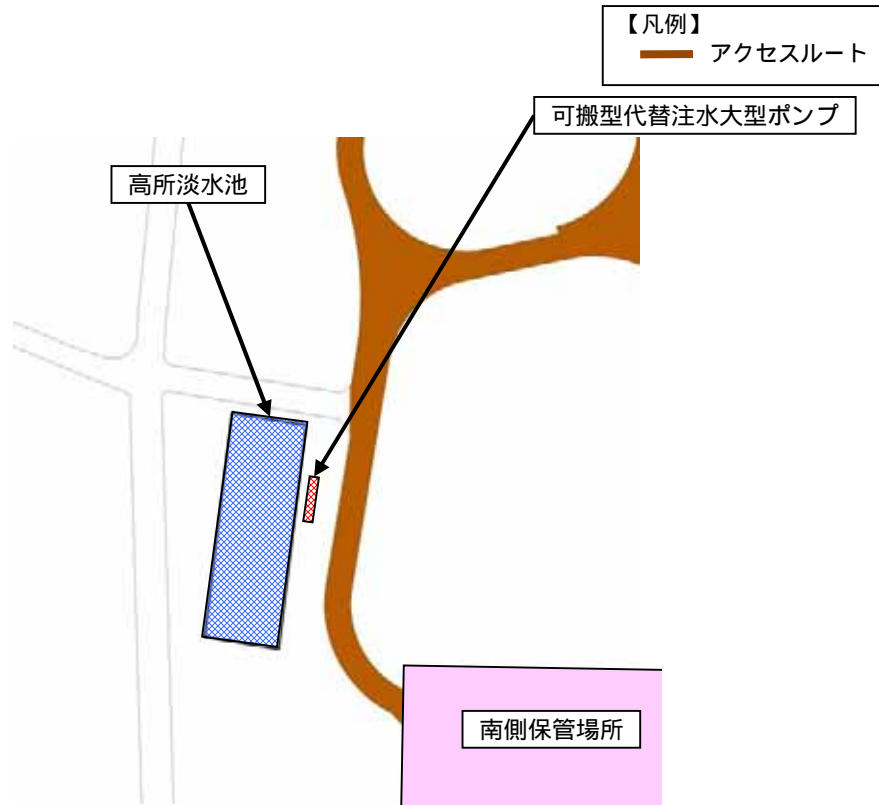 【凡例】
アクセスルート
可搬型代替注水大型ポンプ
高所淡水池
南側保管場所